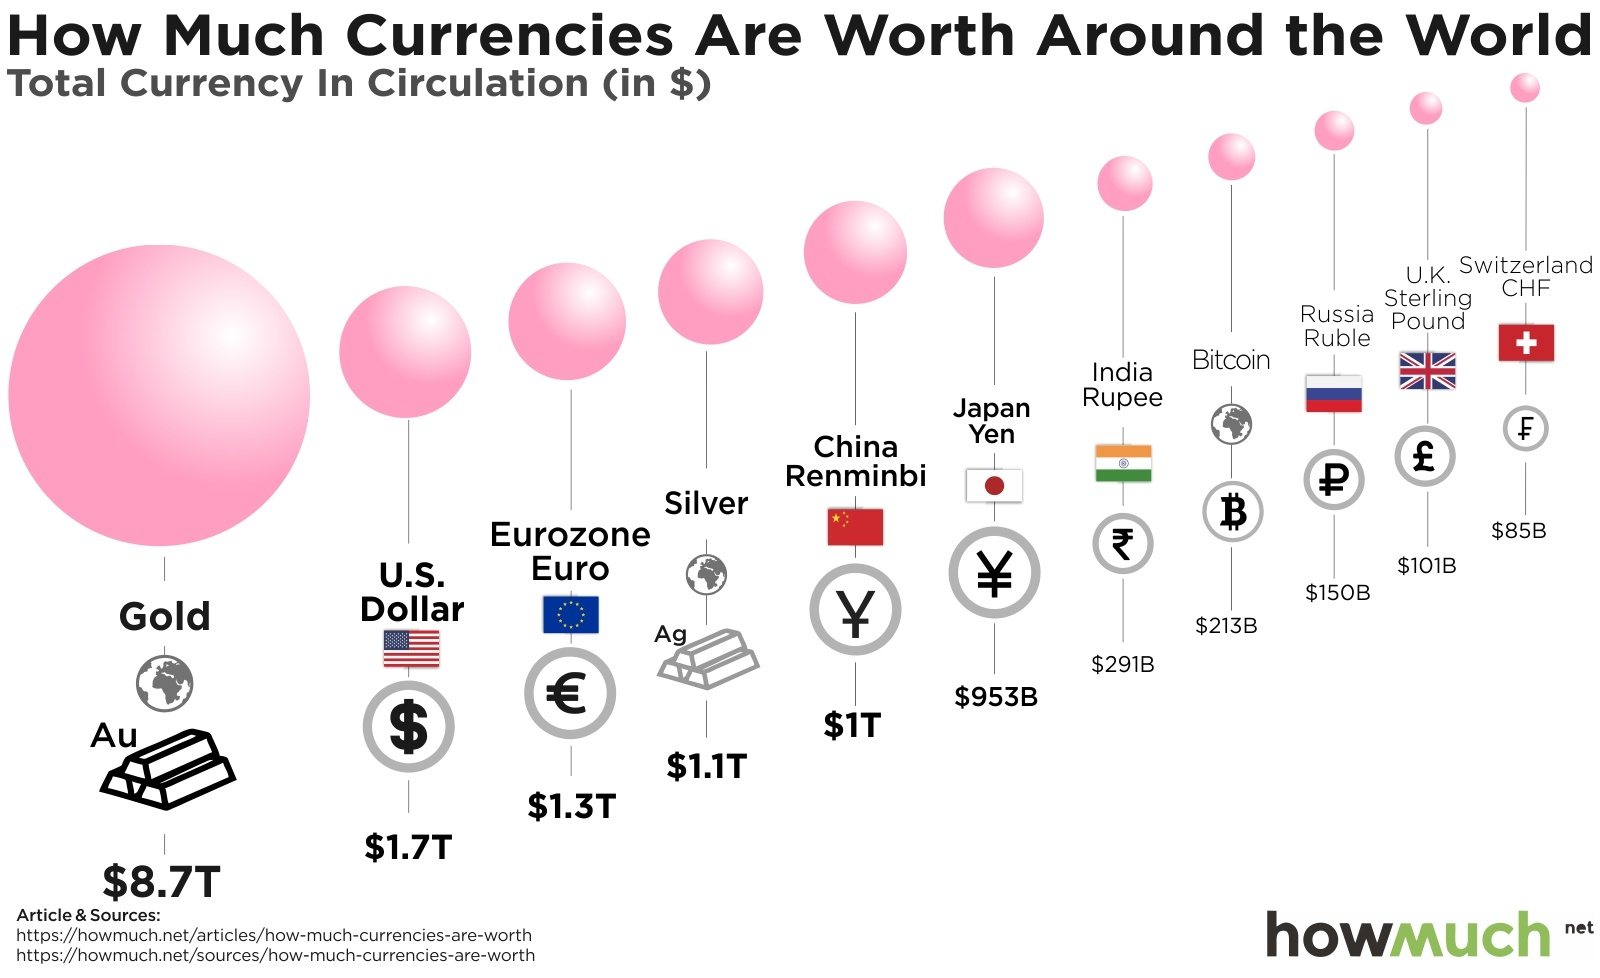 How Much Currencies Are Worth Around the World
Total Currency In Circulation (in $)
Gold
Au
$8.7T
U.S.
Dollar
$
$1.7T
Eurozone
Euro
€
$1.3T
Silver
Ag
$1.1T
China
Renminbi
¥
$1T
Japan
Yen
¥
$953B
India
Rupee
₹
$291B
Bitcoin
₿
$213B
Russia
Ruble
₽
$150B
U.K.
Sterling
Pound
£
$101B
Switzerland
CHF
₣
$85B
Article & Sources:
https://howmuch.net/articles/how-much-currencies-are-worth
https://howmuch.net/sources/how-much-currencies-are-worth
howmuch net